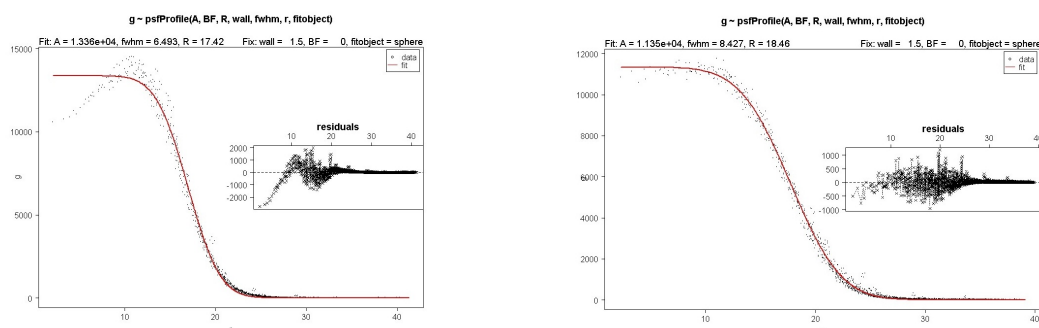 g ~ psfProfile(A, BF, R, wall, fwhm, r, fitobject)
Fit: A = 1.336e+04, fwhm = 6.493, R = 17.42 Fix: wall = 1.5, BF = 0, fitobject = sphere
15000
10000
5000
0
g
10 20 30 40
data
fit
residuals
10 20 30 40
2000
1000
0
-1000
-2000
g ~ psfProfile(A, BF, R, wall, fwhm, r, fitobject)
Fit: A = 1.135e+04, fwhm = 8.427, R = 18.46 Fix: wall = 1.5, BF = 0, fitobject = sphere
12000
10000
8000
6000
4000
2000
0
10 20 30 40
data
fit
residuals
10 20 30 40
1000
500
0
-500
-1000